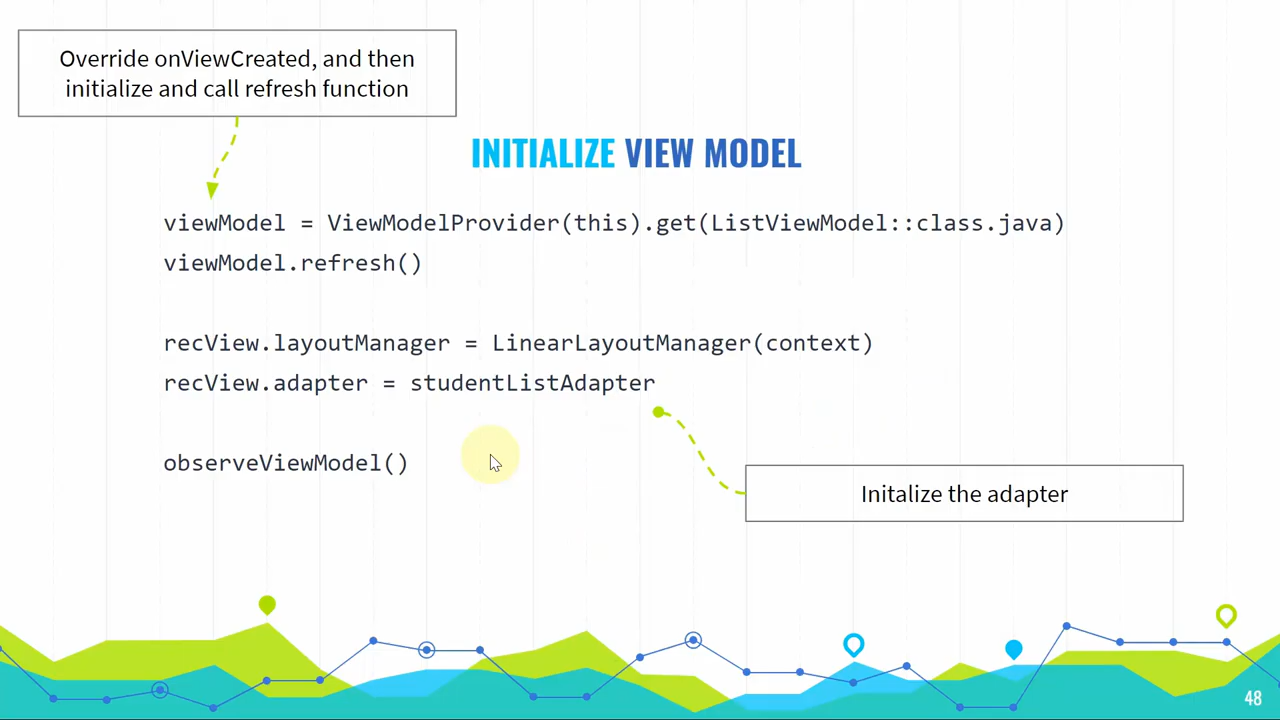 Override onViewCreated, and then
initialize and call refresh function
INITIALIZE VIEW MODEL
viewModel = ViewModelProvider(this).get(ListViewModel::class.java)
viewModel.refresh()
recView.layoutManager = LinearLayoutManager(context)
recView.adapter = studentListAdapter
observeViewModel()
Initalize the adapter
48